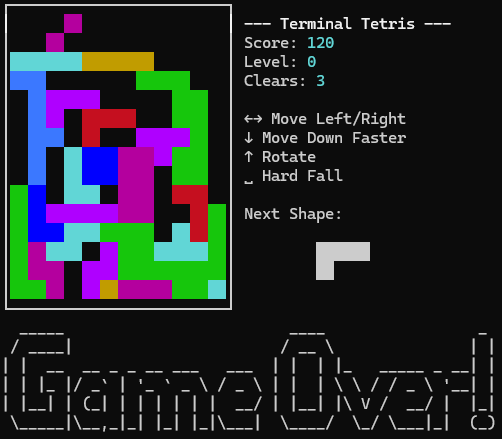 --- Terminal Tetris ---
Score: 120
Level: 0
Clears: 3
←→ Move Left/Right
↓ Move Down Faster
↑ Rotate
␣ Hard Fall
Next Shape:
Game Over!